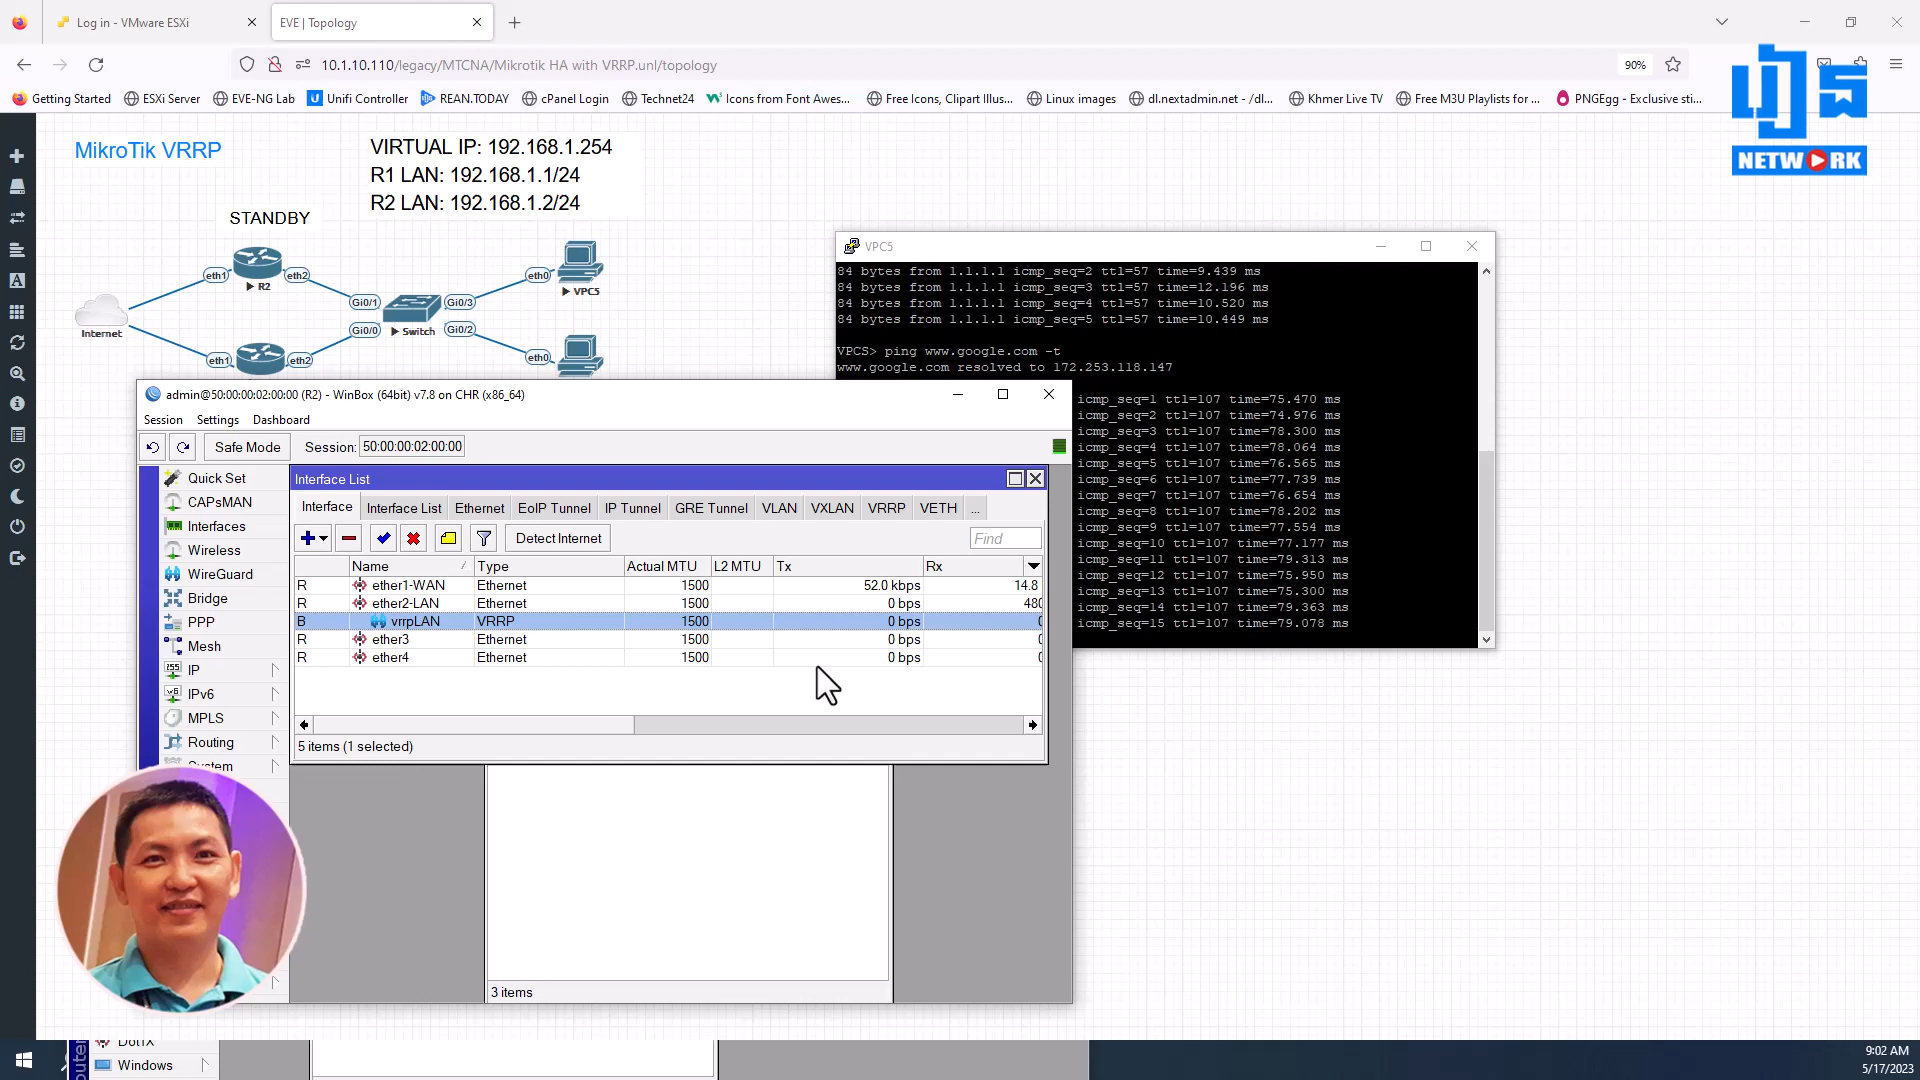 Log in - VMware ESXi
EVE | Topology
10.1.10.110/legacy/MTCNA/Mikrotik HA with VRRP.unl/topology
90%
Getting Started
ESXi Server
EVE-NG Lab
Unifi Controller
REAN.TODAY
cPanel Login
Technet24
Icons from Font Awes...
Free Icons, Clipart Illus...
Linux images
dl.nextadmin.net - /dl...
Khmer Live TV
Free M3U Playlists for ...
PNGEgg - Exclusive sti...
NETWORK
MikroTik VRRP
VIRTUAL IP: 192.168.1.254
R1 LAN: 192.168.1.1/24
R2 LAN: 192.168.1.2/24
STANDBY
eth1
eth2
R2
Internet
Gi0/1
Gi0/3
Gi0/0
Gi0/2
Switch
eth0
VPC5
eth1
eth2
eth0
VPC5
84 bytes from 1.1.1.1 icmp_seq=2 ttl=57 time=9.439 ms
84 bytes from 1.1.1.1 icmp_seq=3 ttl=57 time=12.196 ms
84 bytes from 1.1.1.1 icmp_seq=4 ttl=57 time=10.520 ms
84 bytes from 1.1.1.1 icmp_seq=5 ttl=57 time=10.449 ms
VPCS> ping www.google.com -t
www.google.com resolved to 172.253.118.147
icmp_seq=1 ttl=107 time=75.470 ms
icmp_seq=2 ttl=107 time=74.976 ms
icmp_seq=3 ttl=107 time=78.300 ms
icmp_seq=4 ttl=107 time=78.064 ms
icmp_seq=5 ttl=107 time=76.565 ms
icmp_seq=6 ttl=107 time=77.739 ms
icmp_seq=7 ttl=107 time=76.654 ms
icmp_seq=8 ttl=107 time=78.202 ms
icmp_seq=9 ttl=107 time=77.554 ms
icmp_seq=10 ttl=107 time=77.177 ms
icmp_seq=11 ttl=107 time=79.313 ms
icmp_seq=12 ttl=107 time=75.950 ms
icmp_seq=13 ttl=107 time=75.300 ms
icmp_seq=14 ttl=107 time=79.363 ms
icmp_seq=15 ttl=107 time=79.078 ms
admin@50:00:00:02:00:00 (R2) - WinBox (64bit) v7.8 on CHR (x86_64)
Session Settings Dashboard
Safe Mode Session: 50:00:00:02:00:00
Quick Set
CAPsMAN
Interfaces
Wireless
WireGuard
Bridge
PPP
Mesh
IP
IPv6
MPLS
Routing
System
Interface List
Interface Interface List Ethernet EoIP Tunnel IP Tunnel GRE Tunnel VLAN VXLAN VRRP VETH ...
Detect Internet Find
Name Type Actual MTU L2 MTU Tx Rx
R ether1-WAN Ethernet 1500 52.0 kbps 14.8
R ether2-LAN Ethernet 1500 0 bps 480
B vrrpLAN VRRP 1500 0 bps
R ether3 Ethernet 1500 0 bps
R ether4 Ethernet 1500 0 bps
5 items (1 selected)
3 items
Dot1X
Windows
9:02 AM
5/17/2023